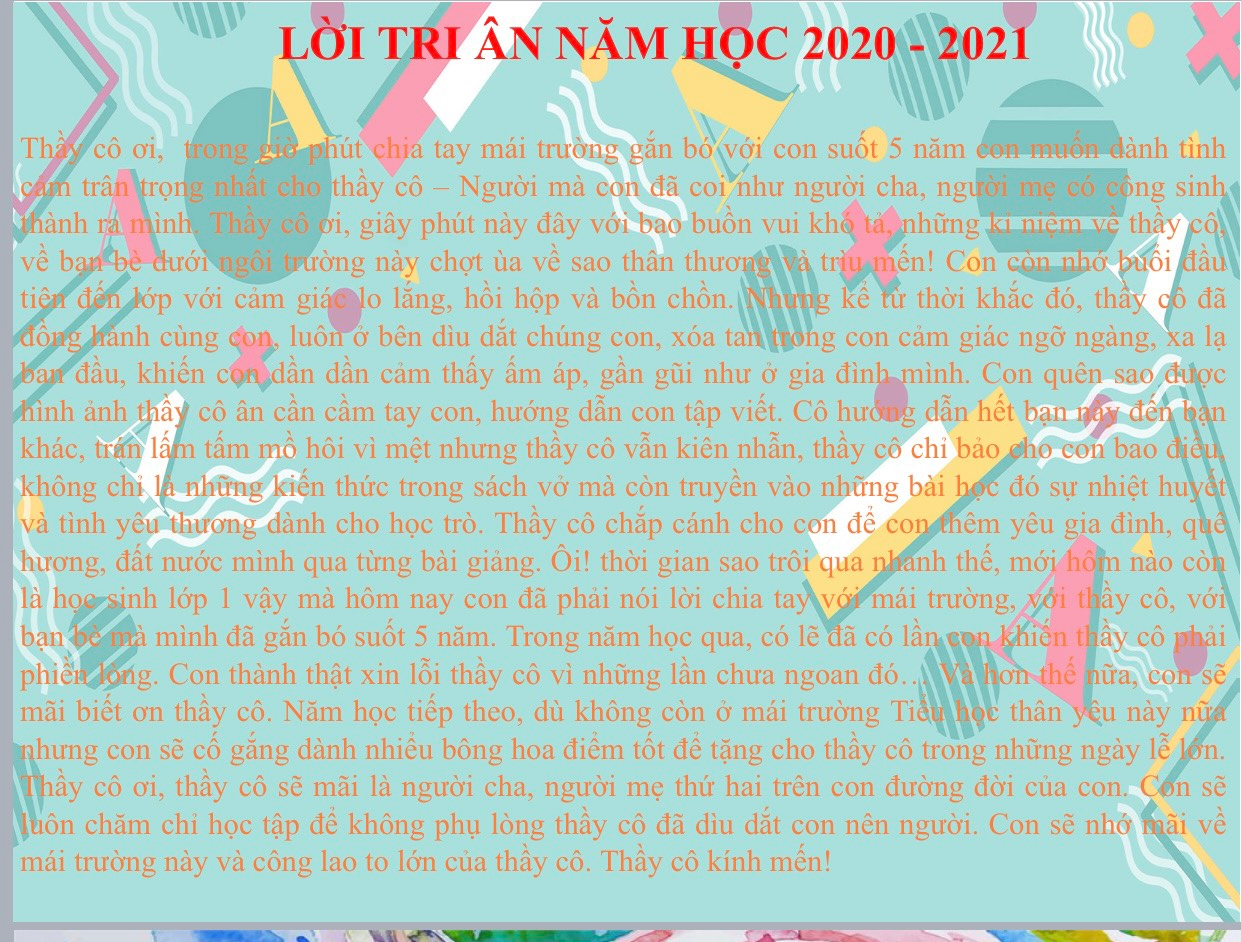 LỜI TRI ÂN NĂM HỌC 2020 - 2021
Thầy cô ơi, trong giờ phút chia tay mái trường gắn bó với con suốt 5 năm con muốn dành tình
cảm trân trọng nhất cho thầy cô – Người mà con đã coi như người cha, người mẹ có công sinh
thành ra mình. Thầy cô ơi, giây phút này đây với bao buồn vui khó tả, những kỉ niệm về thầy cô,
về bạn bè dưới ngôi trường này chợt ùa về sao thân thương và trìu mến! Con còn nhớ buổi đầu
tiên đến lớp với cảm giác lo lắng, hồi hộp và bồn chồn. Nhưng kể từ thời khắc đó, thầy cô đã
đồng hành cùng con, luôn ở bên dìu dắt chúng con, xóa tan trong con cảm giác ngỡ ngàng, xa lạ
ban đầu, khiến con dần dần cảm thấy ấm áp, gần gũi như ở gia đình mình. Con quên sao được
hình ảnh thầy cô ân cần cầm tay con, hướng dẫn con tập viết. Cô hướng dẫn hết bạn này đến bạn
khác, trán lấm tấm mồ hôi vì mệt nhưng thầy cô vẫn kiên nhẫn, thầy cô chỉ bảo cho con bao điều,
không chỉ là những kiến thức trong sách vở mà còn truyền vào những bài học đó sự nhiệt huyết
và tình yêu thương dành cho học trò. Thầy cô chắp cánh cho con để con thêm yêu gia đình, quê
hương, đất nước mình qua từng bài giảng. Ôi! thời gian sao trôi qua nhanh thế, mới hôm nào còn
là học sinh lớp 1 vậy mà hôm nay con đã phải nói lời chia tay với mái trường, với thầy cô, với
bạn bè mà mình đã gắn bó suốt 5 năm. Trong năm học qua, có lẽ đã có lần con khiến thầy cô phải
phiền lòng. Con thành thật xin lỗi thầy cô vì những lần chưa ngoan đó… Và hơn thế nữa, con sẽ
mãi biết ơn thầy cô. Năm học tiếp theo, dù không còn ở mái trường Tiểu học thân yêu này nữa
nhưng con sẽ cố gắng dành nhiều bông hoa điểm tốt để tặng cho thầy cô trong những ngày lễ lớn.
Thầy cô ơi, thầy cô sẽ mãi là người cha, người mẹ thứ hai trên con đường đời của con. Con sẽ
luôn chăm chỉ học tập để không phụ lòng thầy cô đã dìu dắt con nên người. Con sẽ nhớ mãi về
mái trường này và công lao to lớn của thầy cô. Thầy cô kính mến!